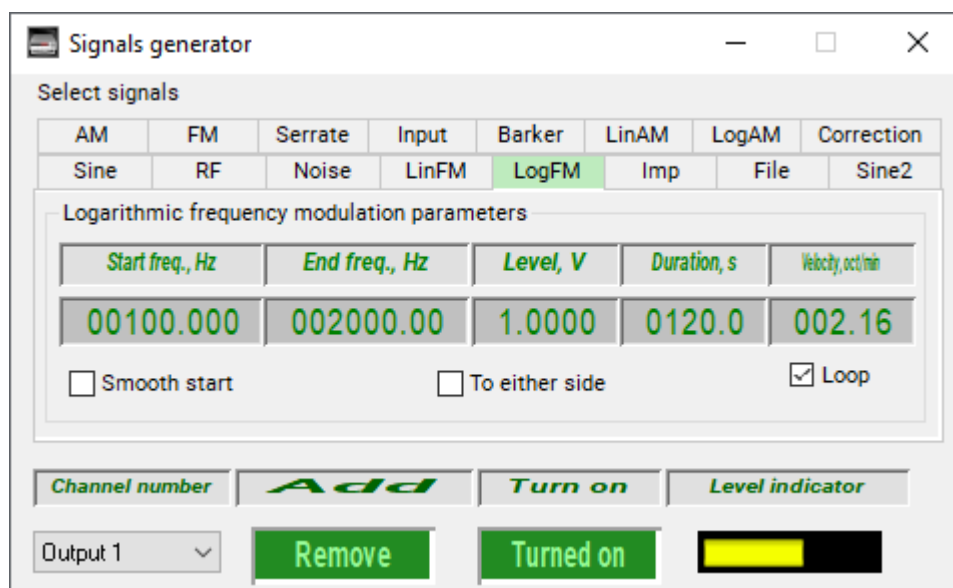 Signals generator
Select signals
AM FM Serrate Input Barker LinAM LogAM Correction
Sine RF Noise LinFM LogFM Imp File Sine2
Logarithmic frequency modulation parameters
Start freq., Hz End freq., Hz Level, V Duration, s Velocity, oct/min
00100.000 002000.00 1.0000 0120.0 002.16
Smooth start To either side Loop
Channel number Add Turn on Level indicator
Output 1 Remove Turned on